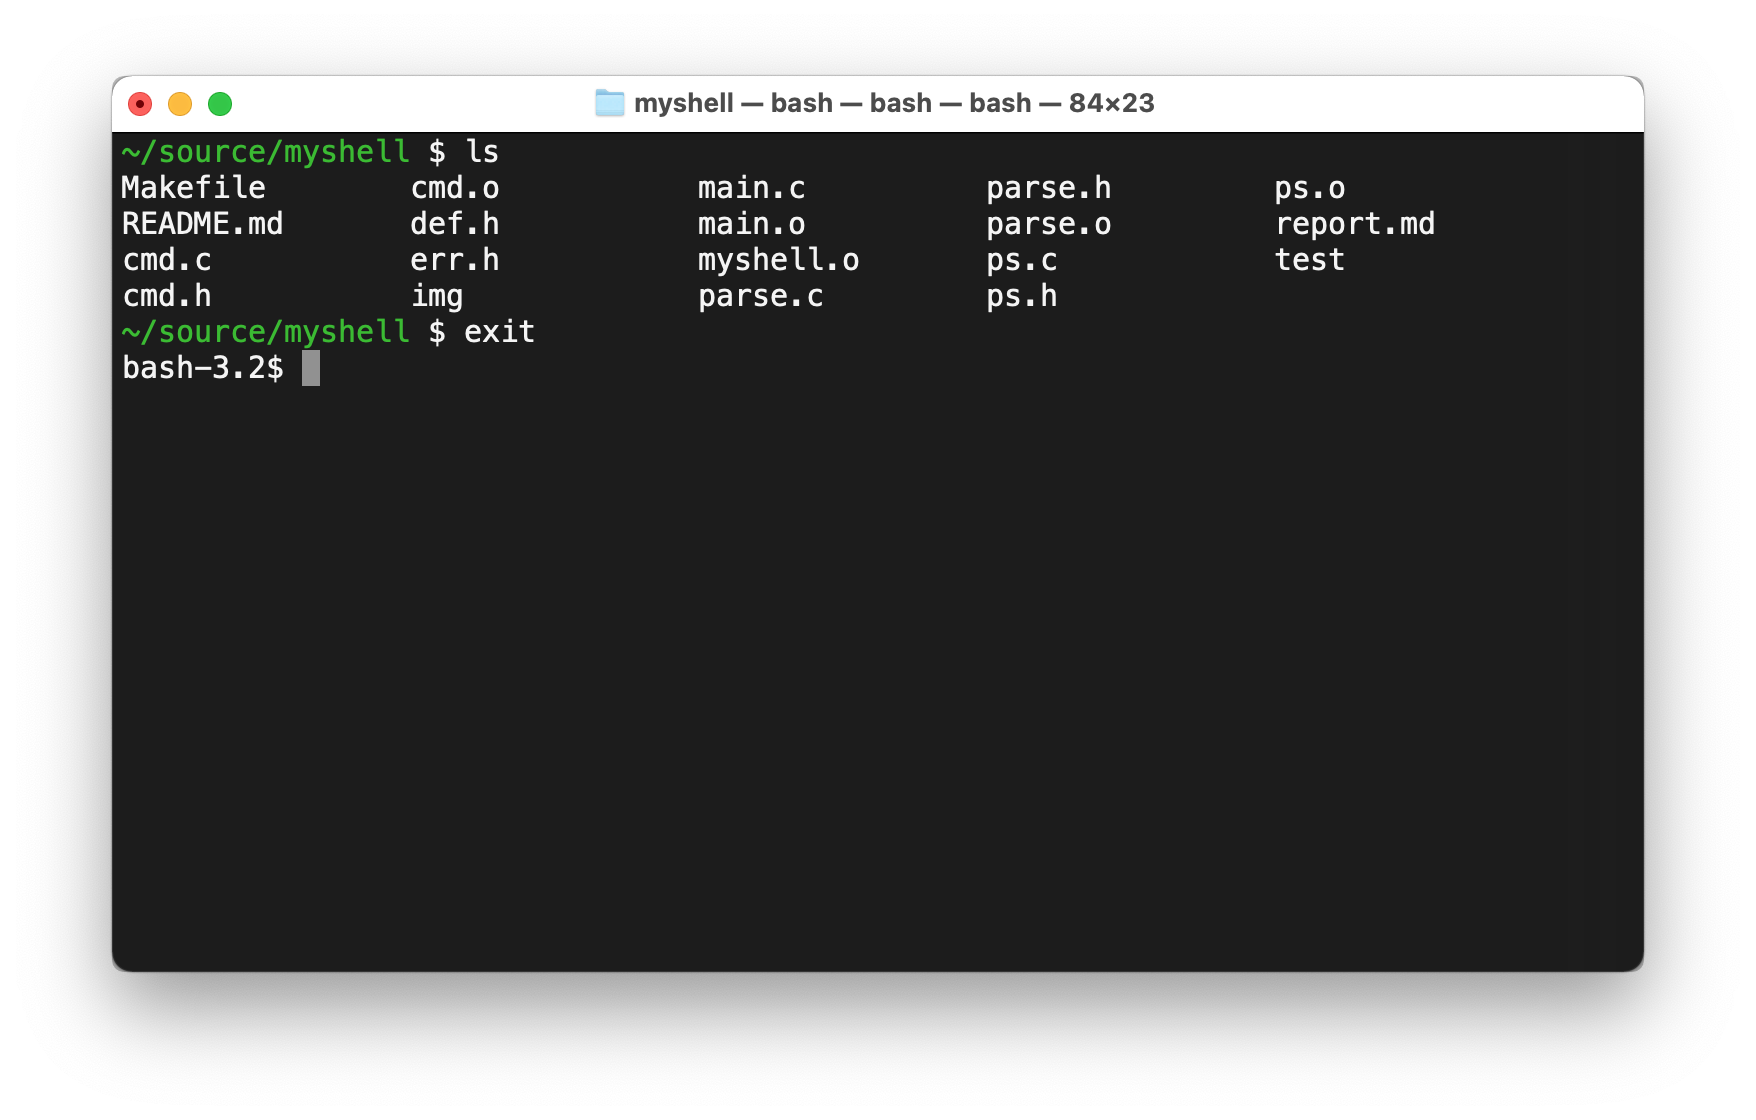 myshell — bash — bash — bash — 84×23
~/source/myshell $ ls
Makefile cmd.o main.c parse.h ps.o
README.md def.h main.o parse.o report.md
cmd.c err.h myshell.o ps.c test
cmd.h img parse.c ps.h
~/source/myshell $ exit
bash-3.2$